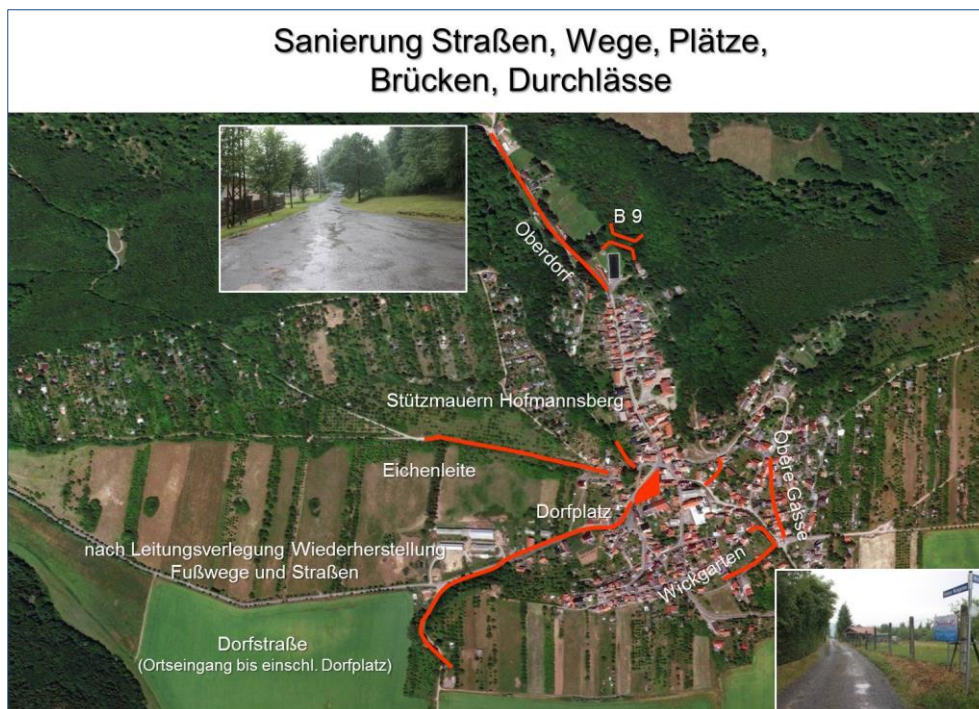 Sanierung Straßen, Wege, Plätze,
Brücken, Durchlässe
B 9
Oberdorf
Stützmauern Hofmannsberg
Eichenleite
Obere Gasse
Dorfplatz
nach Leitungsverlegung Wiederherstellung
Fußwege und Straßen
Wickgarten
Dorfstraße
(Ortseingang bis einschl. Dorfplatz)